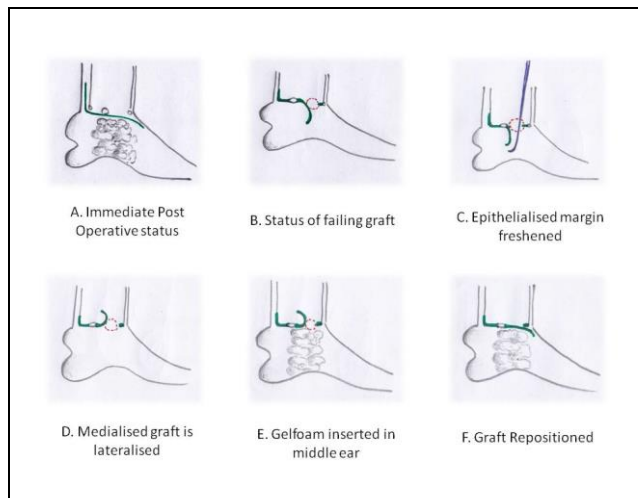 A. Immediate Post
Operative status
B. Status of failing graft
C. Epithelialised margin
freshened
D. Medialised graft is
lateralised
E. Gelfoam inserted in
middle ear
F. Graft Repositioned